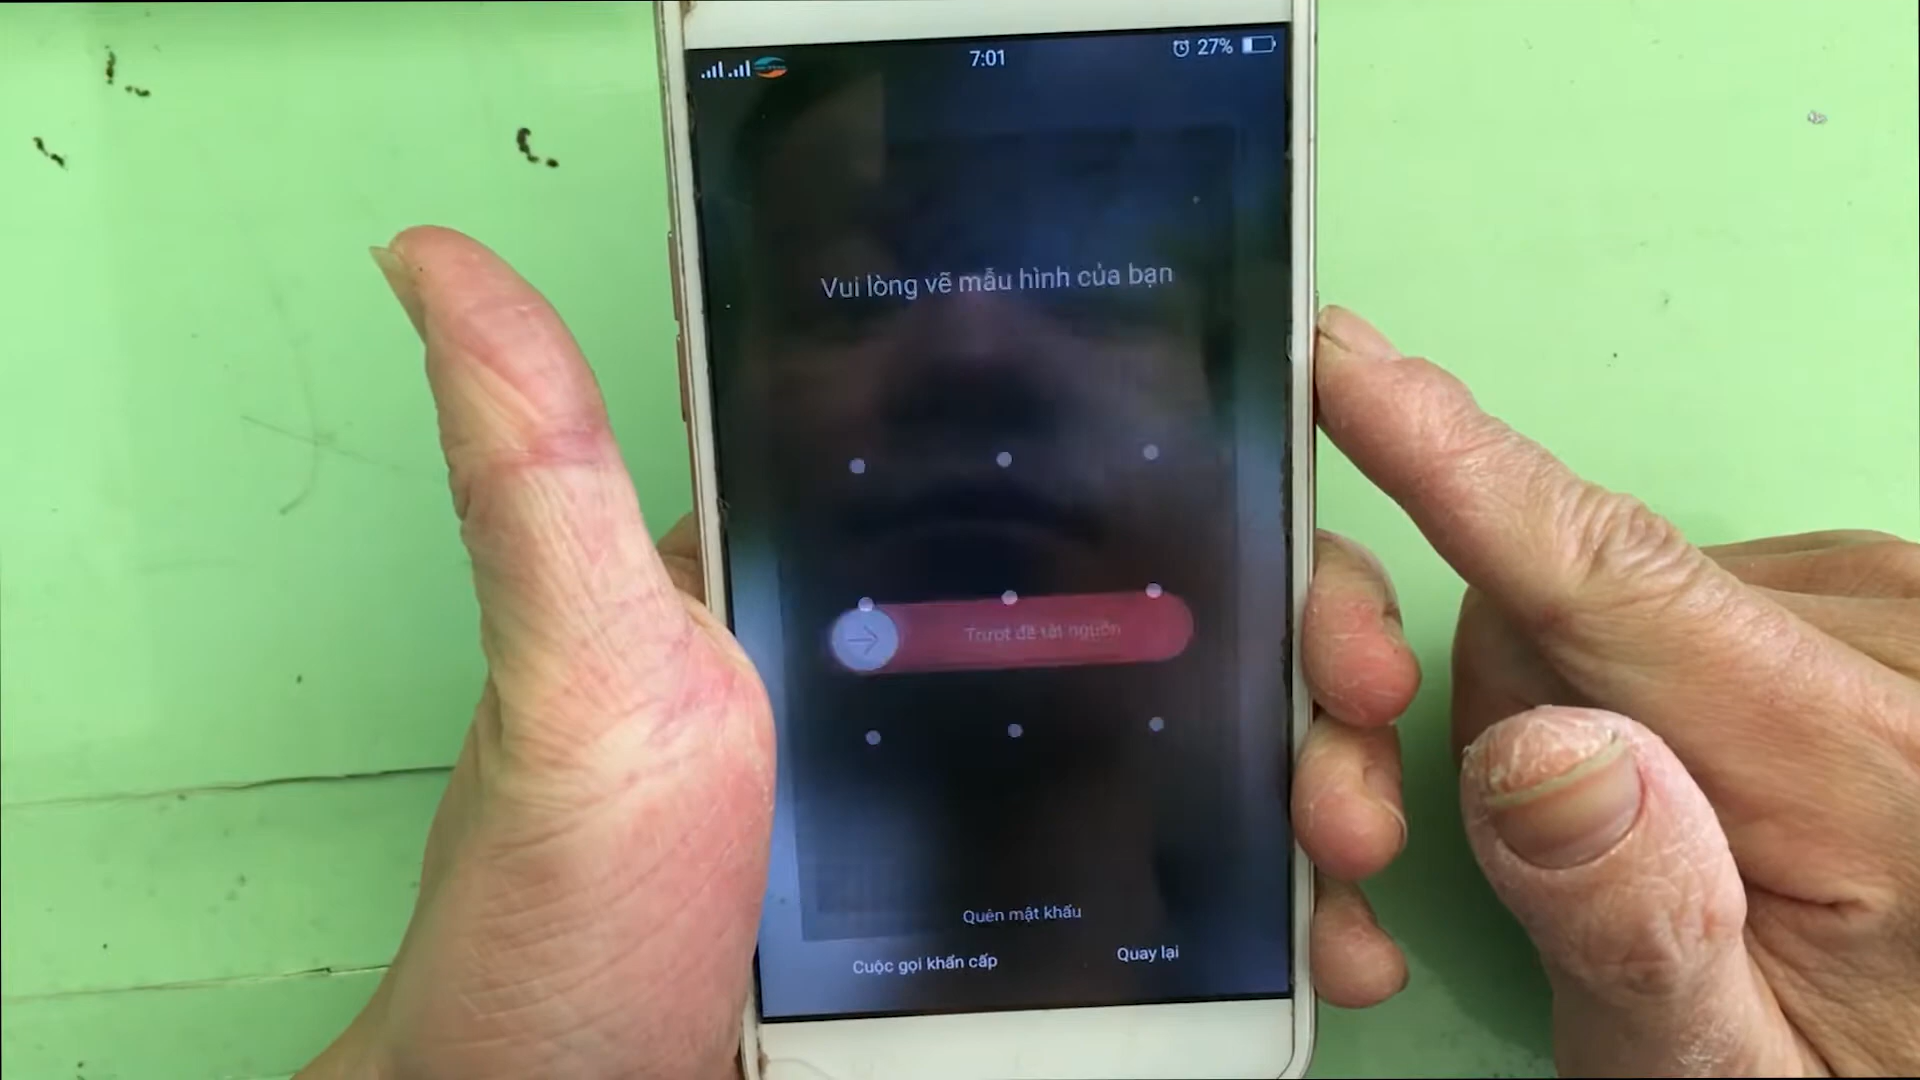 7:01
27%
Vui lòng vẽ mẫu hình của bạn
Trượt để tắt nguồn
Quên mật khẩu
Cuộc gọi khẩn cấp
Quay lại